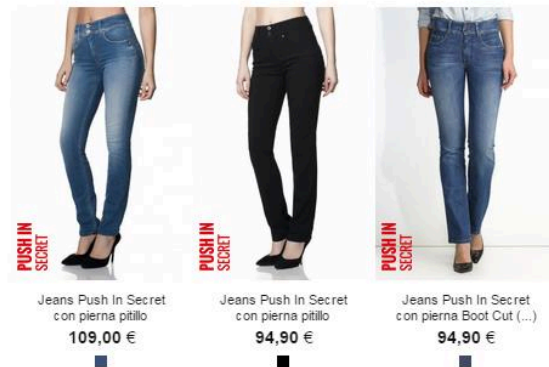 PUSH IN
SECRET
Jeans Push In Secret
con pierna pitillo
109,00 €
PUSH IN
SECRET
Jeans Push In Secret
con pierna pitillo
94,90 €
PUSH IN
SECRET
Jeans Push In Secret
con pierna Boot Cut (...)
94,90 €